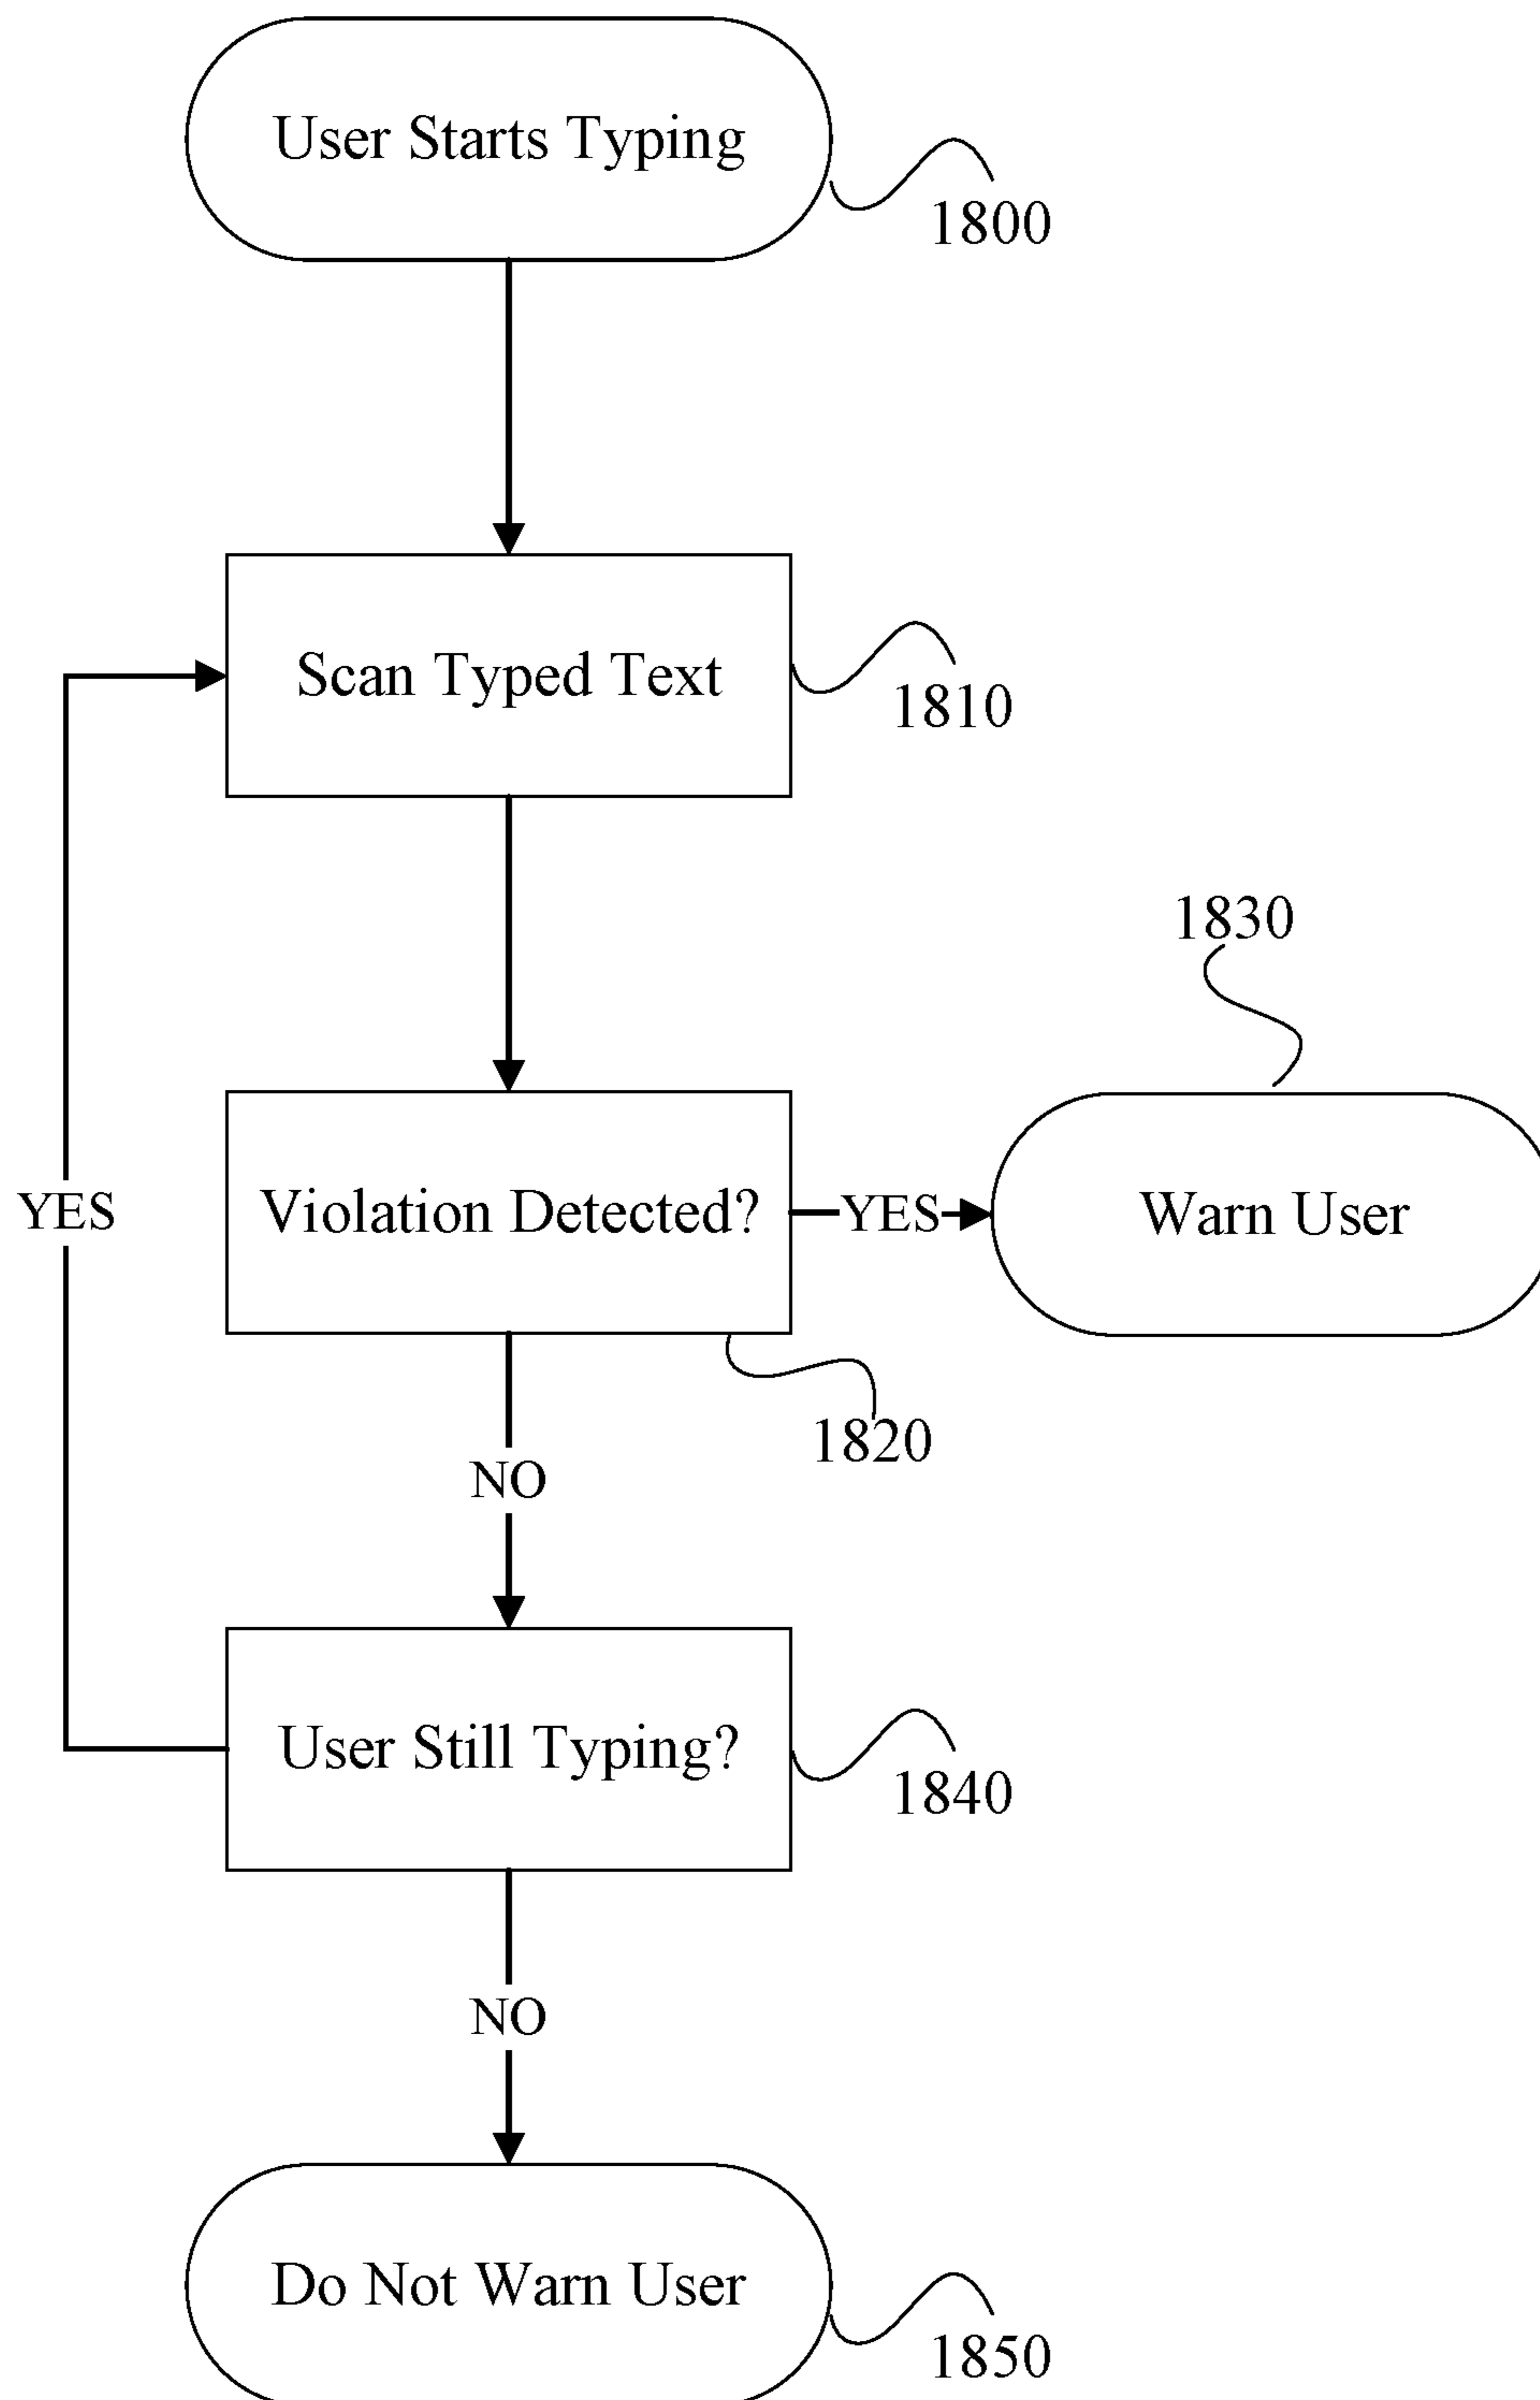 User Starts Typing
1800
Scan Typed Text
1810
1830
YES
Violation Detected?
YES
Warn User
1820
NO
User Still Typing?
1840
NO
Do Not Warn User
1850